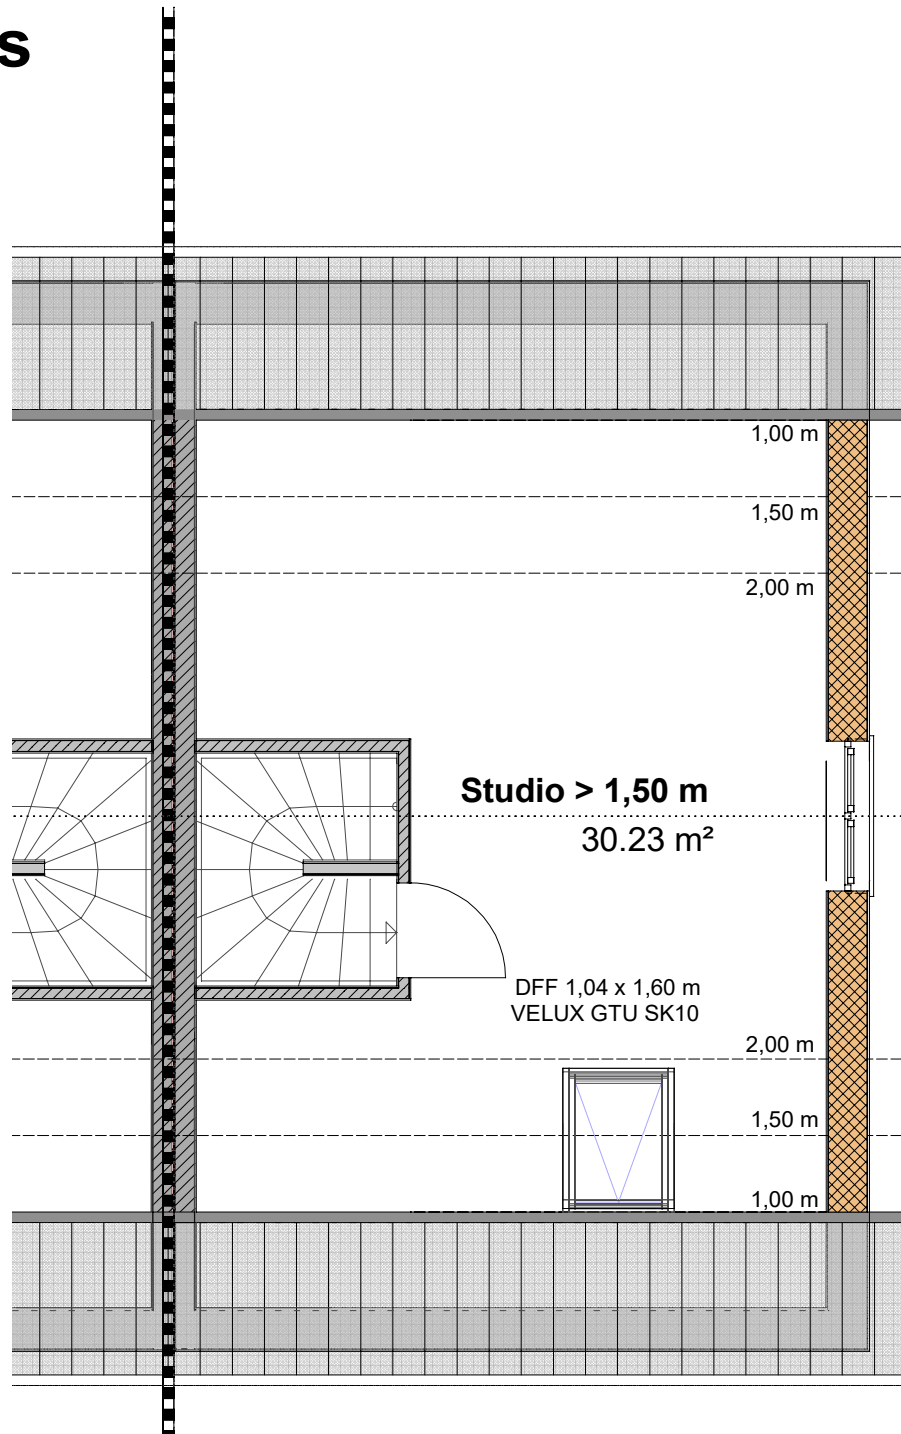 s
1,00 m
1,50 m
2,00 m
Studio > 1,50 m
30.23 m²
DFF 1,04 x 1,60 m
VELUX GTU SK10
2,00 m
1,50 m
1,00 m